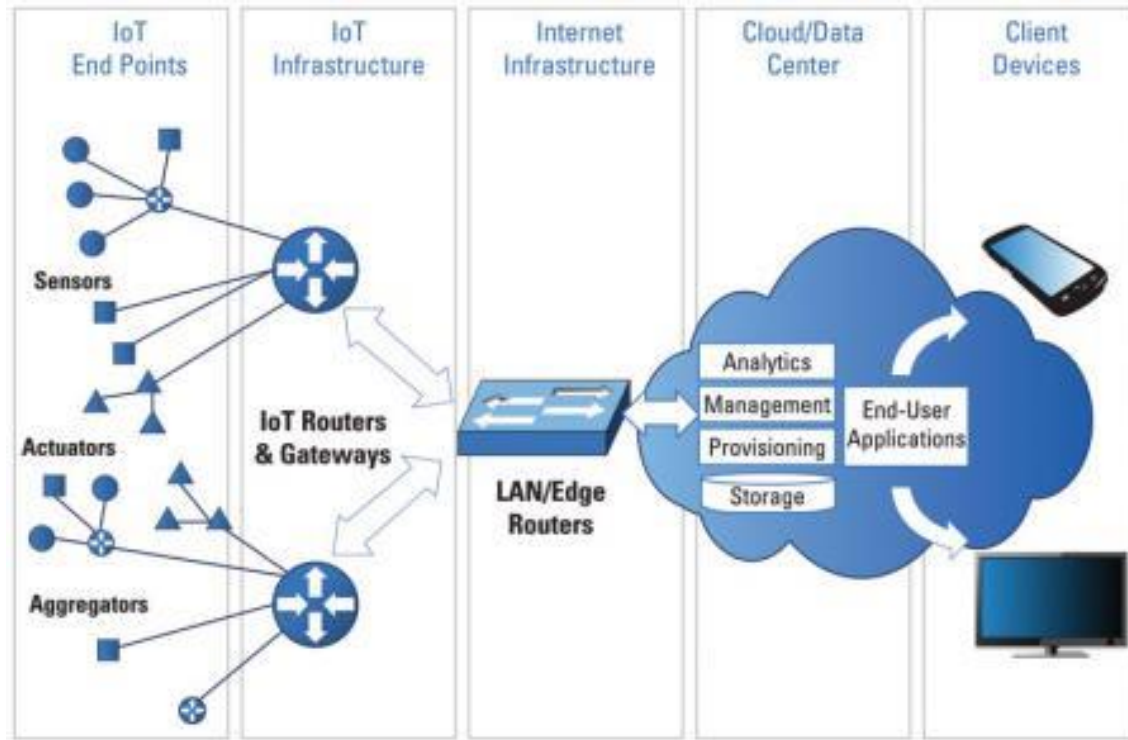 IoT
End Points
IoT
Infrastructure
Internet
Infrastructure
Cloud/Data
Center
Client
Devices
Sensors
Actuators
Aggregators
IoT Routers
& Gateways
LAN/Edge
Routers
Analytics
Management
Provisioning
Storage
End-User
Applications